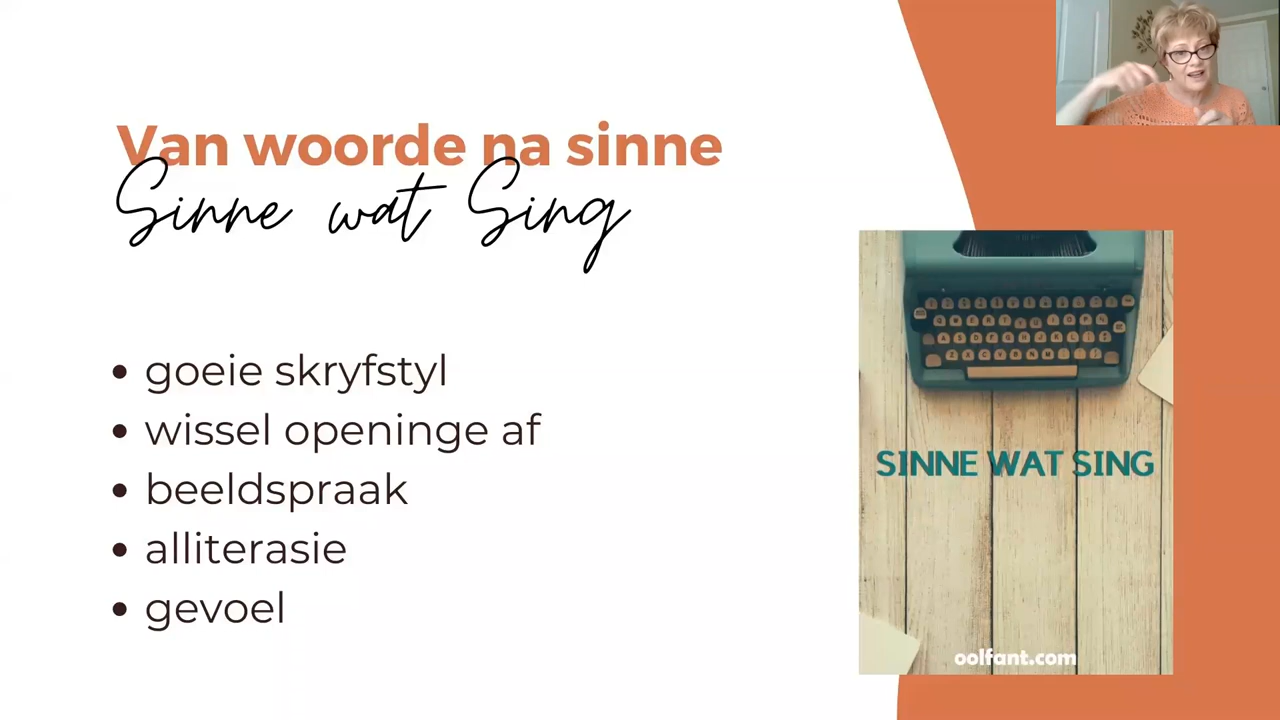 Van woorde na sinne
Sinne wat Sing
• goeie skryfstyl
• wissel openinge af
• beeldspraak
• alliterasie
• gevoel
SINNE WAT SING
oolfant.com